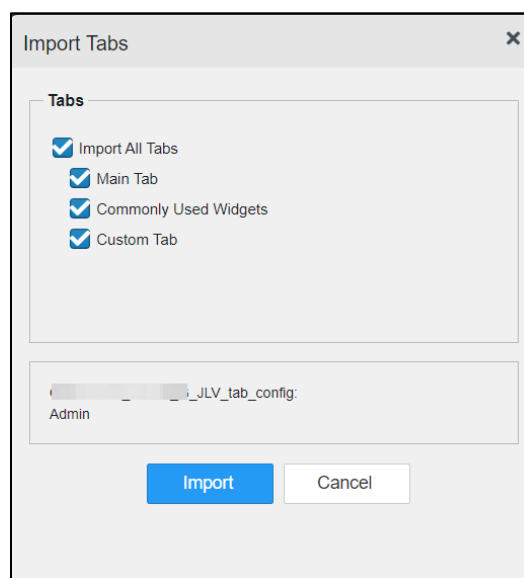 Import Tabs
Tabs
Import All Tabs
Main Tab
Commonly Used Widgets
Custom Tab
_JLV_tab_config:
Admin
Import
Cancel